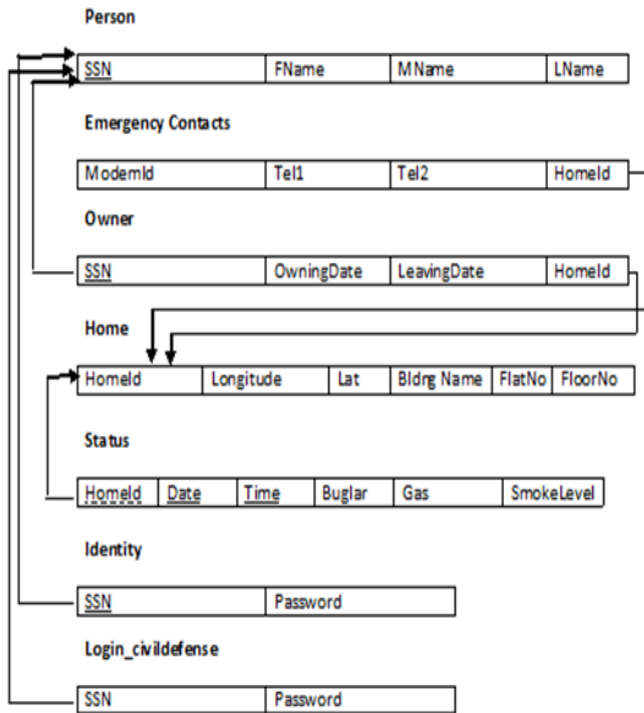 Person
SSN FName MName LName
Emergency Contacts
ModemId Tel1 Tel2 HomeId
Owner
SSN OwningDate LeavingDate HomeId
Home
HomeId Longitude Lat Bldrg Name FlatNo FloorNo
Status
HomeId Date Time Buglar Gas SmokeLevel
Identity
SSN Password
Login_civildefense
SSN Password